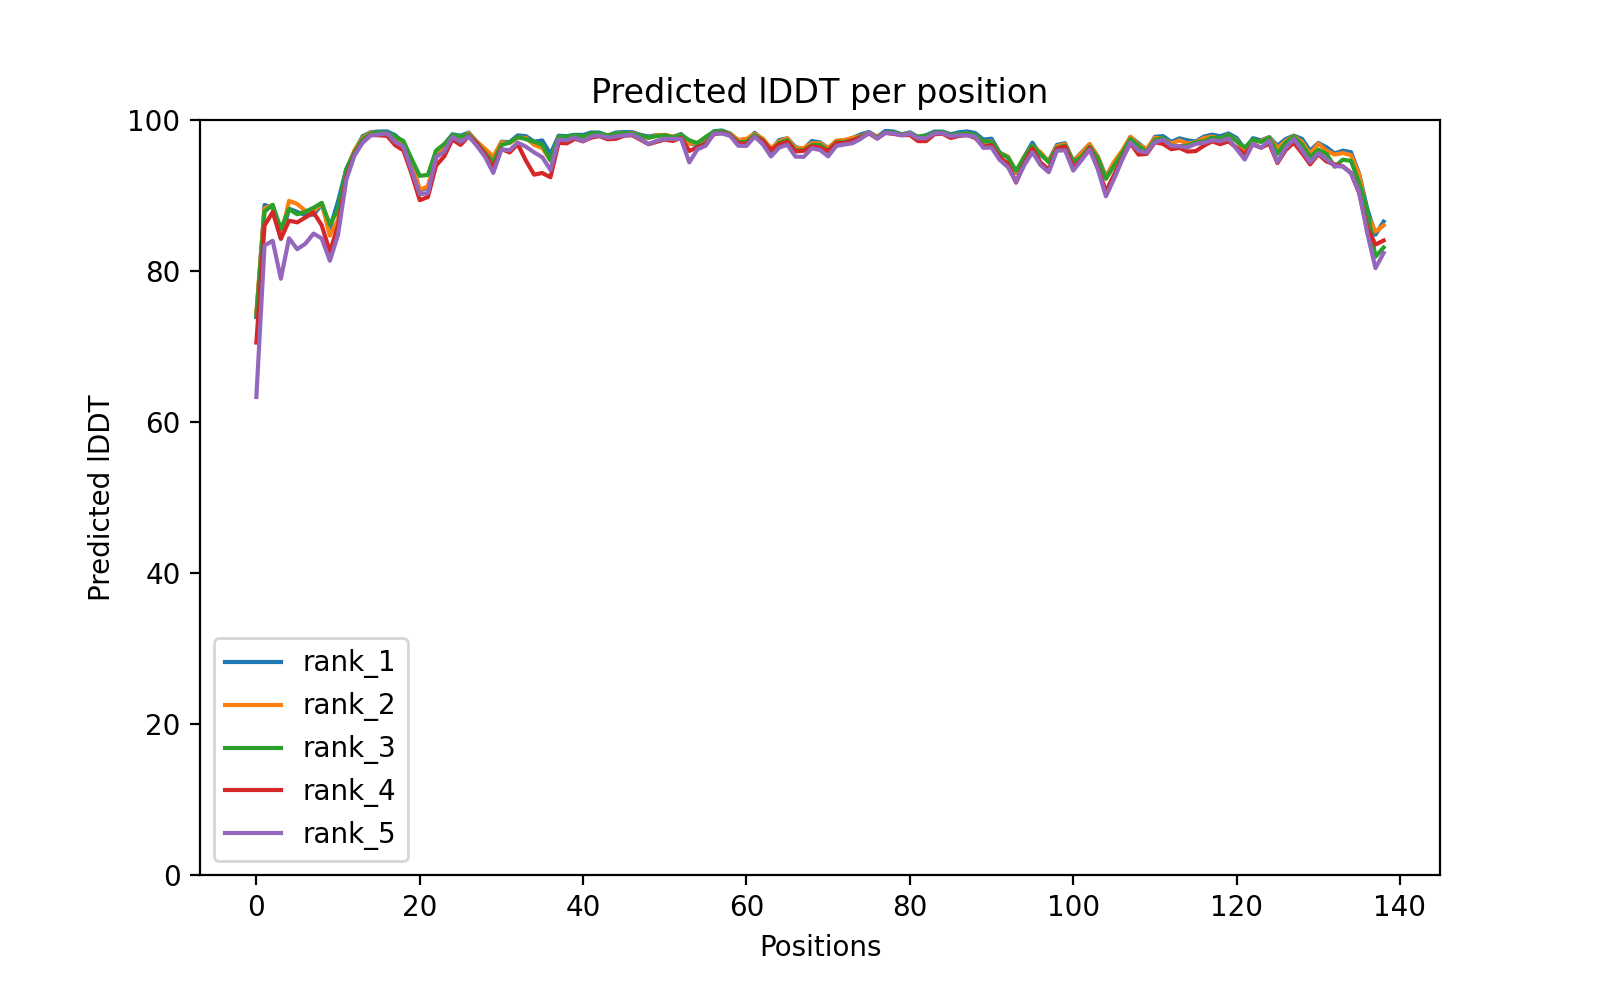 Predicted lDDT per position
100
80
60
40
20
0
Predicted lDDT
rank_1
rank_2
rank_3
rank_4
rank_5
0 20 40 60 80 100 120 140
Positions